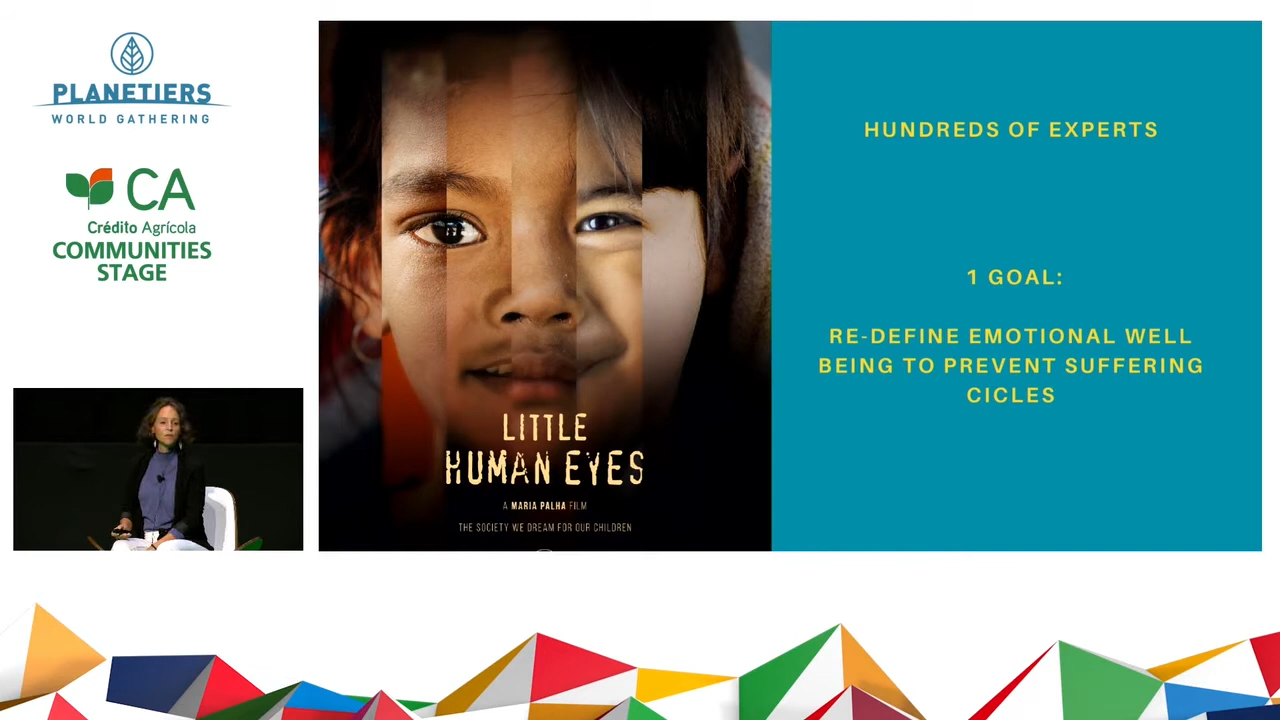 PLANETIERS
WORLD GATHERING
CA
Crédito Agrícola
COMMUNITIES
STAGE
LITTLE
HUMAN EYES
A MARIA PALHA FILM
THE SOCIETY WE DREAM FOR OUR CHILDREN
HUNDREDS OF EXPERTS
1 GOAL:
RE-DEFINE EMOTIONAL WELL
BEING TO PREVENT SUFFERING
CICLES